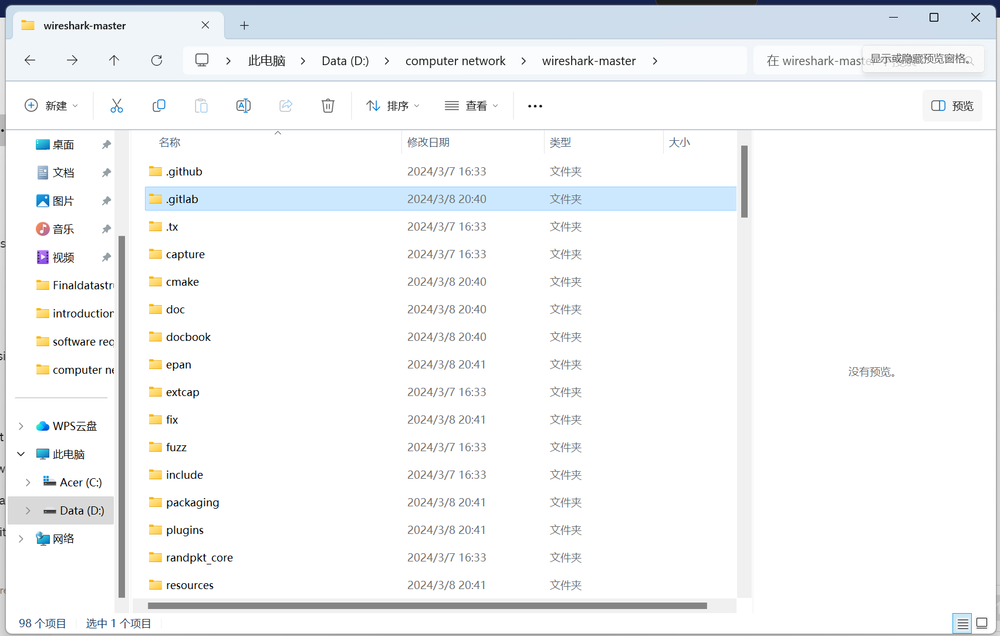 wireshark-master
此电脑 Data (D:) computer network wireshark-master
在 wireshark-maste
显示或隐藏预览窗格。
新建 排序 查看 预览
名称 修改日期 类型 大小
桌面
文档
图片
音乐
视频
Finaldatastr
introduction
software req
computer ne
WPS云盘
此电脑
Acer (C:)
Data (D:)
网络
.github 2024/3/7 16:33 文件夹
.gitlab 2024/3/8 20:40 文件夹
.tx 2024/3/7 16:33 文件夹
capture 2024/3/7 16:33 文件夹
cmake 2024/3/8 20:40 文件夹
doc 2024/3/8 20:40 文件夹
docbook 2024/3/8 20:40 文件夹
epan 2024/3/8 20:41 文件夹
extcap 2024/3/7 16:33 文件夹
fix 2024/3/8 20:41 文件夹
fuzz 2024/3/7 16:33 文件夹
include 2024/3/7 16:33 文件夹
packaging 2024/3/8 20:41 文件夹
plugins 2024/3/8 20:41 文件夹
randpkt_core 2024/3/7 16:33 文件夹
resources 2024/3/8 20:41 文件夹
没有预览。
98 个项目 选中 1 个项目